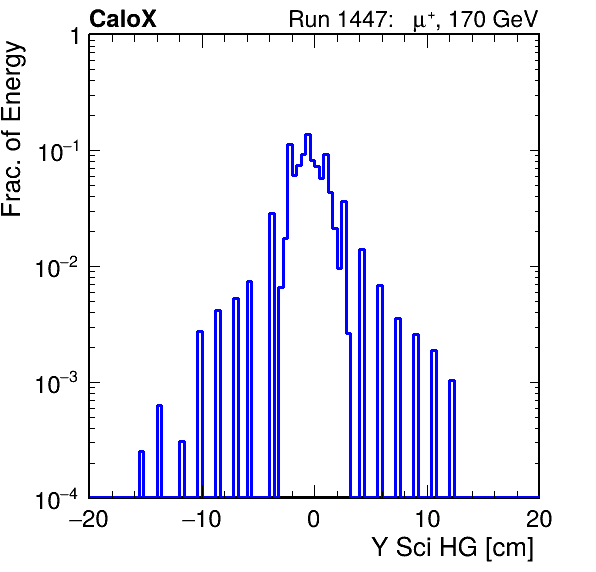 CaloX Run 1447: μ⁺, 170 GeV
Frac. of Energy
1
10⁻¹
10⁻²
10⁻³
10⁻⁴
−20 −10 0 10 20
Y Sci HG [cm]